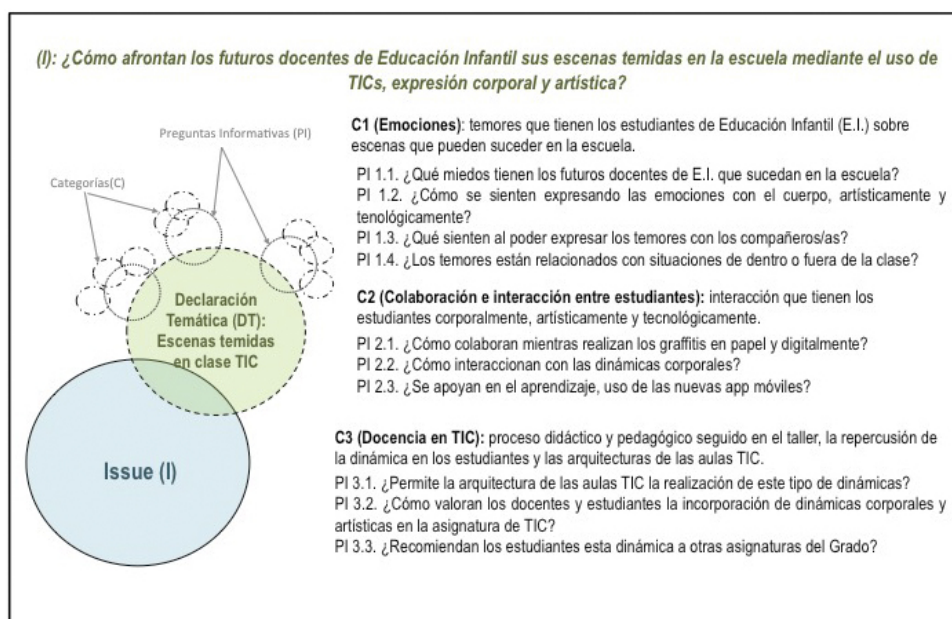 (I): ¿Cómo afrontan los futuros docentes de Educación Infantil sus escenas temidas en la escuela mediante el uso de
TICs, expresión corporal y artística?
Preguntas Informativas (PI)
Categorías(C)
Declaración
Temática (DT):
Escenas temidas
en clase TIC
Issue (I)
C1 (Emociones): temores que tienen los estudiantes de Educación Infantil (E.I.) sobre
escenas que pueden suceder en la escuela.
PI 1.1. ¿Qué miedos tienen los futuros docentes de E.I. que sucedan en la escuela?
PI 1.2. ¿Cómo se sienten expresando las emociones con el cuerpo, artísticamente y
tenológicamente?
PI 1.3. ¿Qué sienten al poder expresar los temores con los compañeros/as?
PI 1.4. ¿Los temores están relacionados con situaciones de dentro o fuera de la clase?
C2 (Colaboración e interacción entre estudiantes): interacción que tienen los
estudiantes corporalmente, artísticamente y tecnológicamente.
PI 2.1. ¿Cómo colaboran mientras realizan los graffitis en papel y digitalmente?
PI 2.2. ¿Cómo interaccionan con las dinámicas corporales?
PI 2.3. ¿Se apoyan en el aprendizaje, uso de las nuevas app móviles?
C3 (Docencia en TIC): proceso didáctico y pedagógico seguido en el taller, la repercusión de
la dinámica en los estudiantes y las arquitecturas de las aulas TIC.
PI 3.1. ¿Permite la arquitectura de las aulas TIC la realización de este tipo de dinámicas?
PI 3.2. ¿Cómo valoran los docentes y estudiantes la incorporación de dinámicas corporales y
artísticas en la asignatura de TIC?
PI 3.3. ¿Recomiendan los estudiantes esta dinámica a otras asignaturas del Grado?